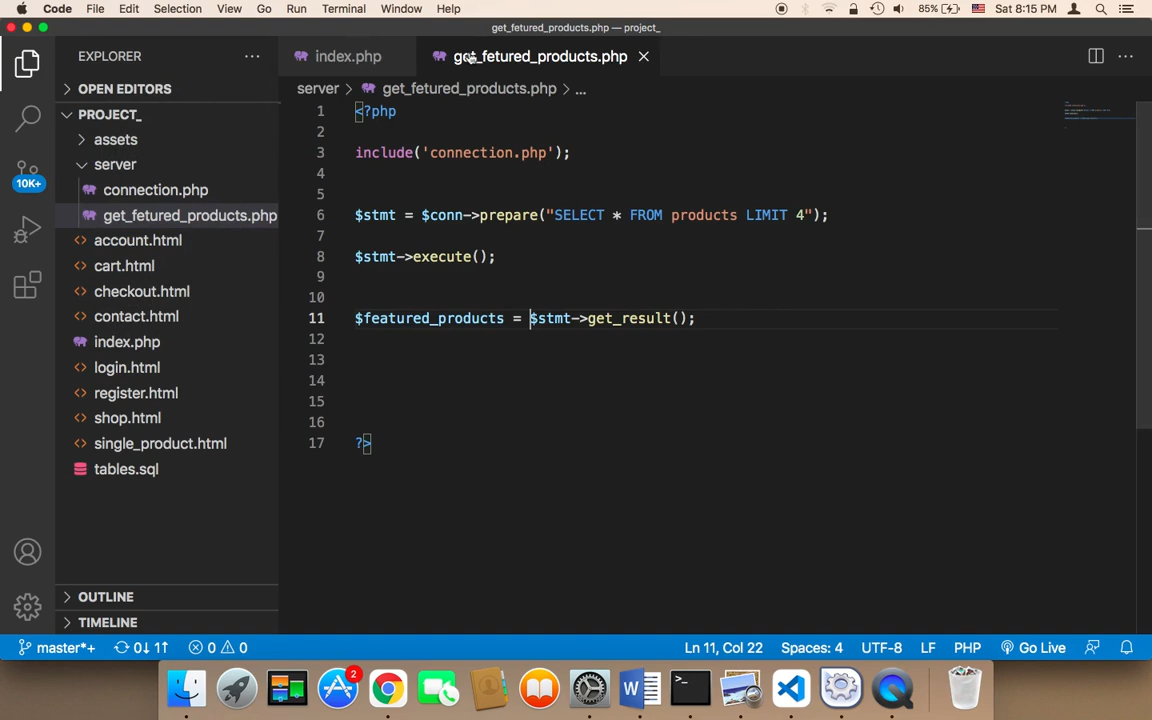 Code File Edit Selection View Go Run Terminal Window Help 85% Sat 8:15 PM
get_fetured_products.php — project_
EXPLORER
index.php
get_fetured_products.php
OPEN EDITORS
server > get_fetured_products.php > ...
PROJECT_
assets
server
connection.php
get_fetured_products.php
account.html
cart.html
checkout.html
contact.html
index.php
login.html
register.html
shop.html
single_product.html
tables.sql
10K+
1 <?php
2
3 include('connection.php');
4
5
6 $stmt = $conn->prepare("SELECT * FROM products LIMIT 4");
7
8 $stmt->execute();
9
10
11 $featured_products = $stmt->get_result();
12
13
14
15
16
17 ?>
OUTLINE
TIMELINE
master*+ 0↓ 1↑ 0 0 Ln 11, Col 22 Spaces: 4 UTF-8 LF PHP Go Live
2